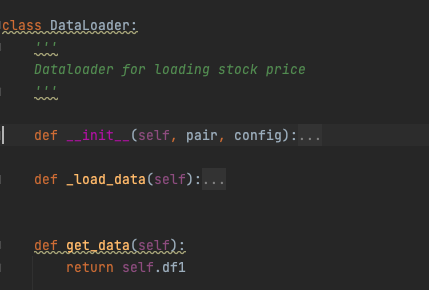 class DataLoader:
'''
Dataloader for loading stock price
'''
def __init__(self, pair, config):...
def _load_data(self):...
def get_data(self):
return self.df1